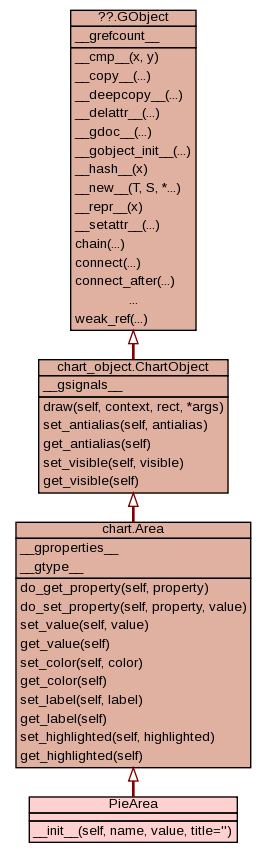 ??.GObject
__grefcount__
__cmp__(x, y)
__copy__(...)
__deepcopy__(...)
__delattr__(...)
__gdoc__(...)
__gobject_init__(...)
__hash__(x)
__new__(T, S, *...)
__repr__(x)
__setattr__(...)
chain(...)
connect(...)
connect_after(...)
...
weak_ref(...)
chart_object.ChartObject
__gsignals__
draw(self, context, rect, *args)
set_antialias(self, antialias)
get_antialias(self)
set_visible(self, visible)
get_visible(self)
chart.Area
__gproperties__
__gtype__
do_get_property(self, property)
do_set_property(self, property, value)
set_value(self, value)
get_value(self)
set_color(self, color)
get_color(self)
set_label(self, label)
get_label(self)
set_highlighted(self, highlighted)
get_highlighted(self)
PieArea
__init__(self, name, value, title='')